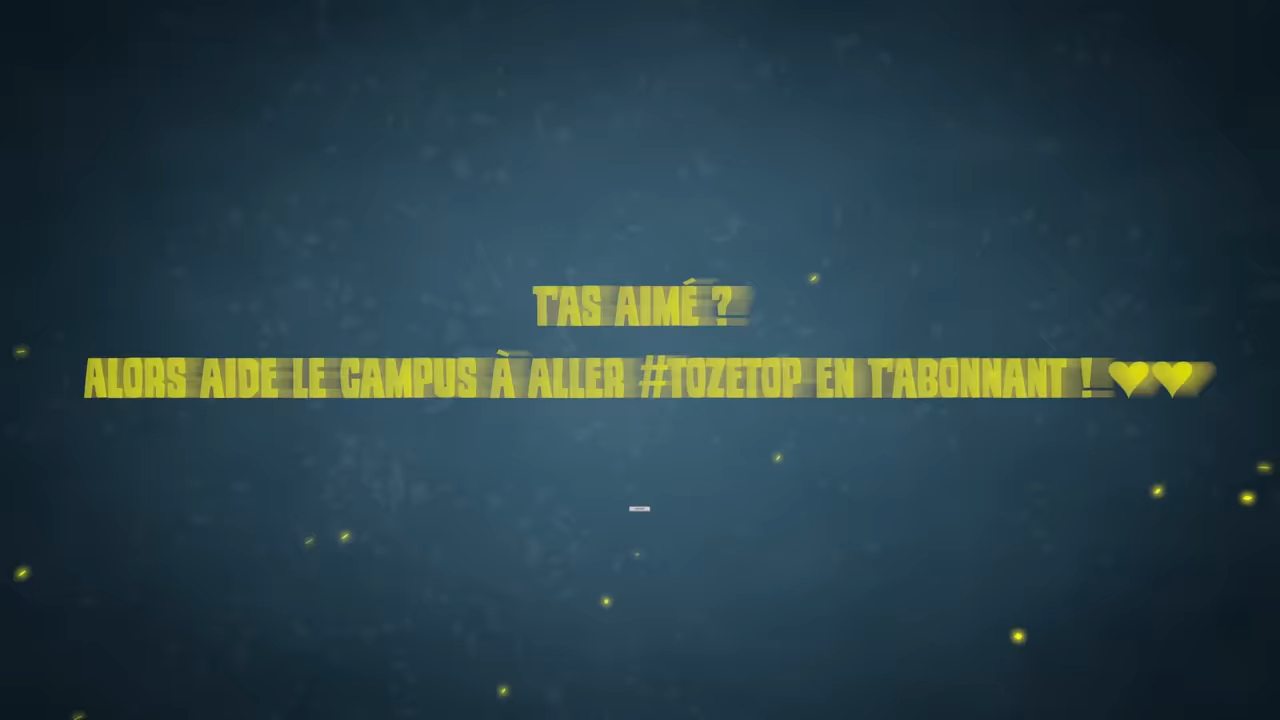 T'AS AIMÉ ?
ALORS AIDE LE CAMPUS À ALLER #TOZETOP EN T'ABONNANT ! ♥♥